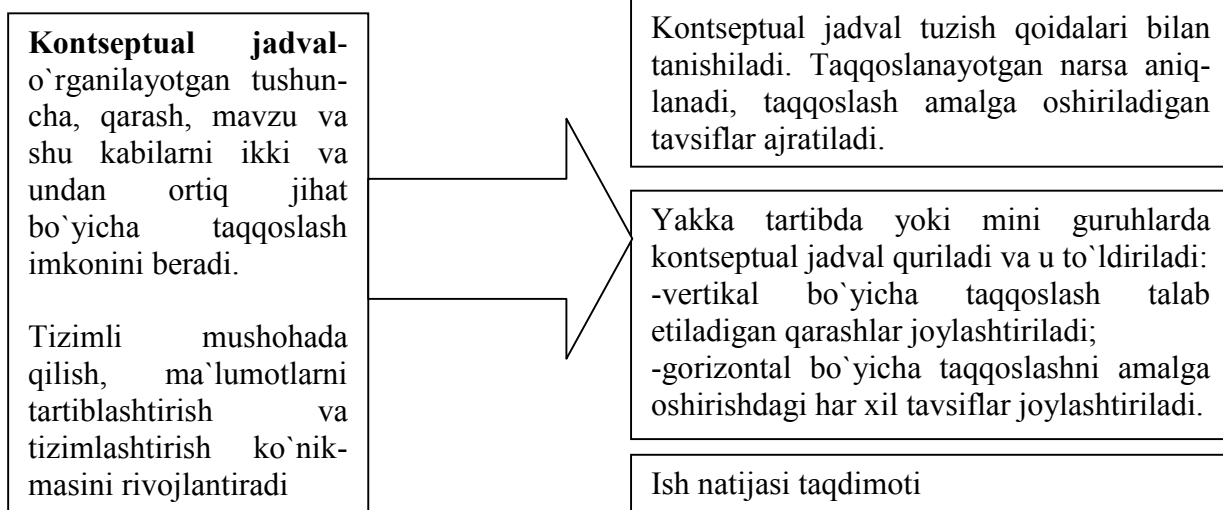 Kontseptual jadval-
o`rganilayotgan tushun-
cha, qarash, mavzu va
shu kabilarni ikki va
undan ortiq jihat
bo`yicha taqqoslash
imkonini beradi.
Tizimli mushohada
qilish, ma`lumotlarni
tartiblashtirish va
tizimlashtirish ko`nik-
masini rivojlantiradi
Kontseptual jadval tuzish qoidalari bilan
tanishiladi. Taqqoslanayotgan narsa aniq-
lanadi, taqqoslash amalga oshiriladigan
tavsiflar ajratiladi.
Yakka tartibda yoki mini guruhlarda
kontseptual jadval quriladi va u to`ldiriladi:
-vertikal bo`yicha taqqoslash talab
etiladigan qarashlar joylashtiriladi;
-gorizontal bo`yicha taqqoslashni amalga
oshirishdagi har xil tavsiflar joylashtiriladi.
Ish natijasi taqdimoti